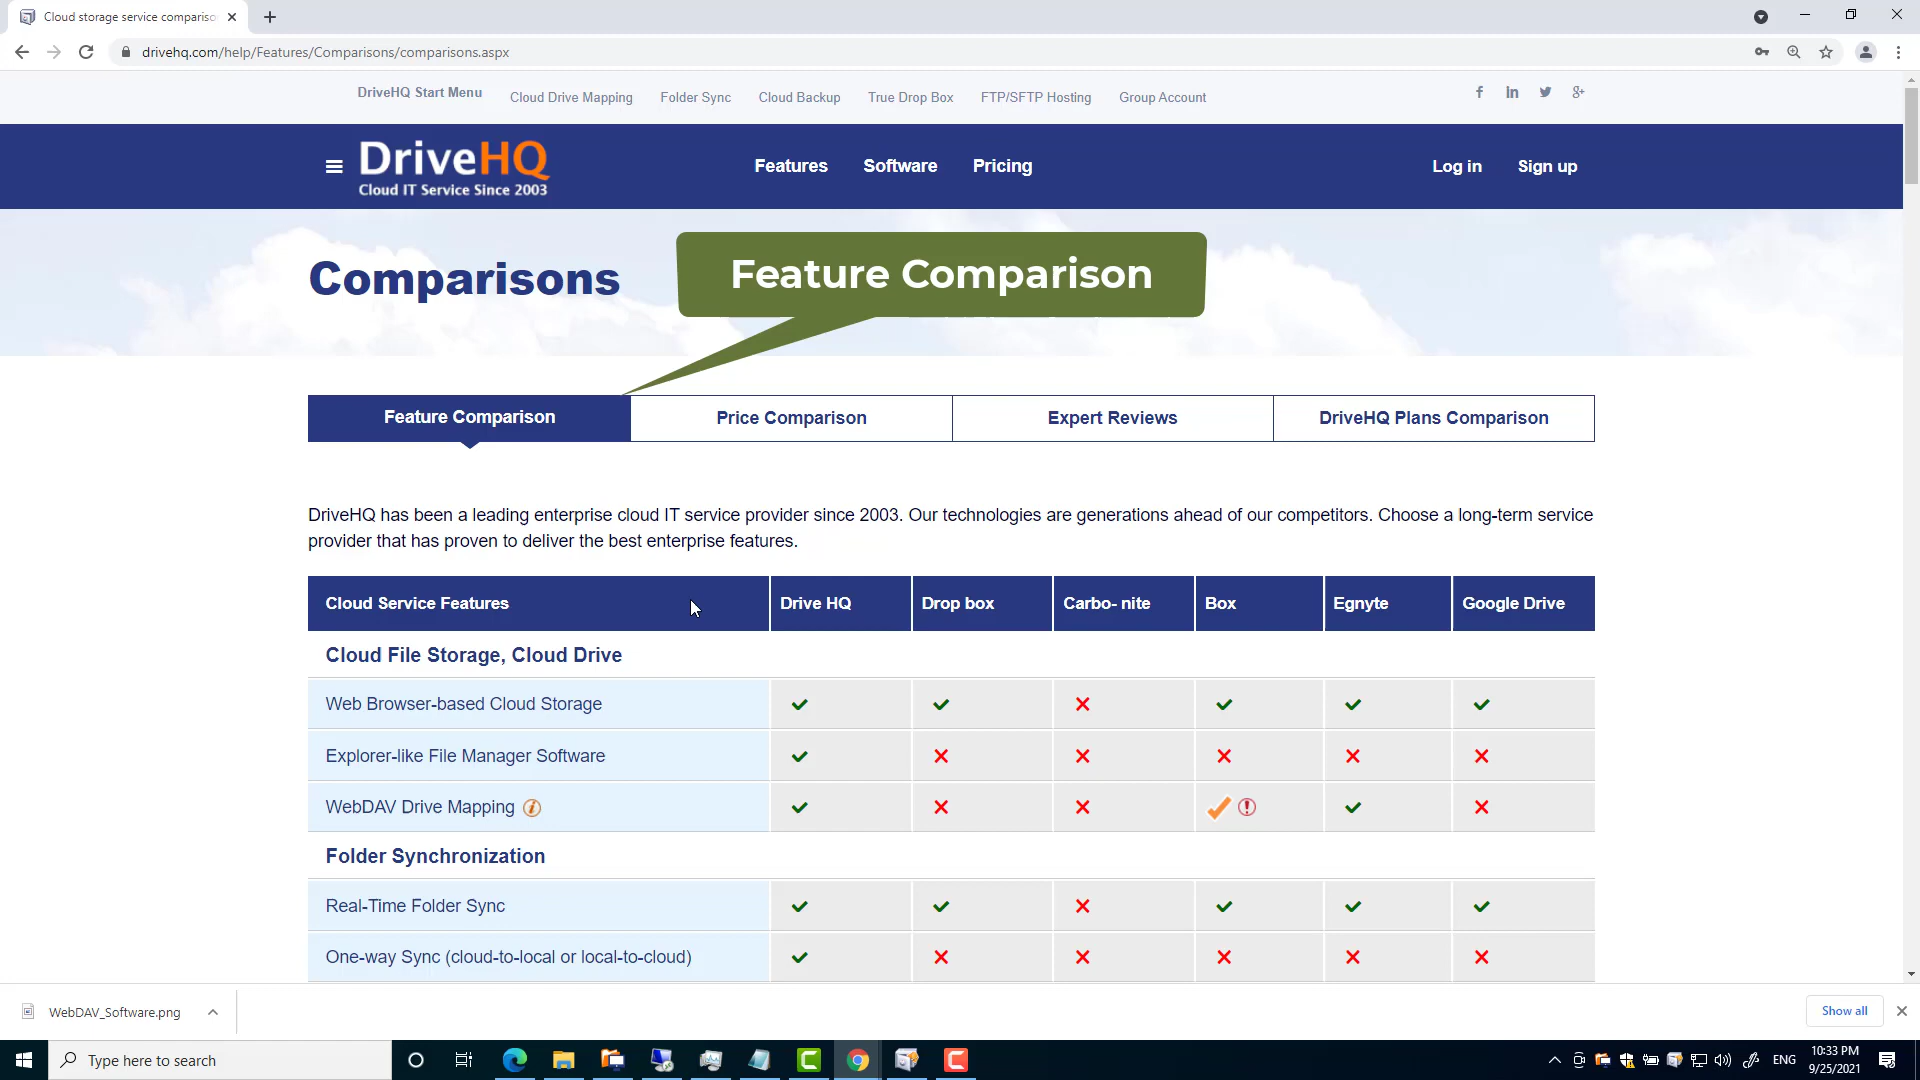 Cloud storage service compariso
drivehq.com/help/Features/Comparisons/comparisons.aspx
DriveHQ Start Menu Cloud Drive Mapping Folder Sync Cloud Backup True Drop Box FTP/SFTP Hosting Group Account
DriveHQ
Cloud IT Service Since 2003
Features Software Pricing Log in Sign up
Comparisons
Feature Comparison
Feature Comparison Price Comparison Expert Reviews DriveHQ Plans Comparison
DriveHQ has been a leading enterprise cloud IT service provider since 2003. Our technologies are generations ahead of our competitors. Choose a long-term service
provider that has proven to deliver the best enterprise features.
Cloud Service Features Drive HQ Drop box Carbo- nite Box Egnyte Google Drive
Cloud File Storage, Cloud Drive
Web Browser-based Cloud Storage
Explorer-like File Manager Software
WebDAV Drive Mapping
Folder Synchronization
Real-Time Folder Sync
One-way Sync (cloud-to-local or local-to-cloud)
WebDAV_Software.png
Show all
Type here to search
ENG
10:33 PM
9/25/2021